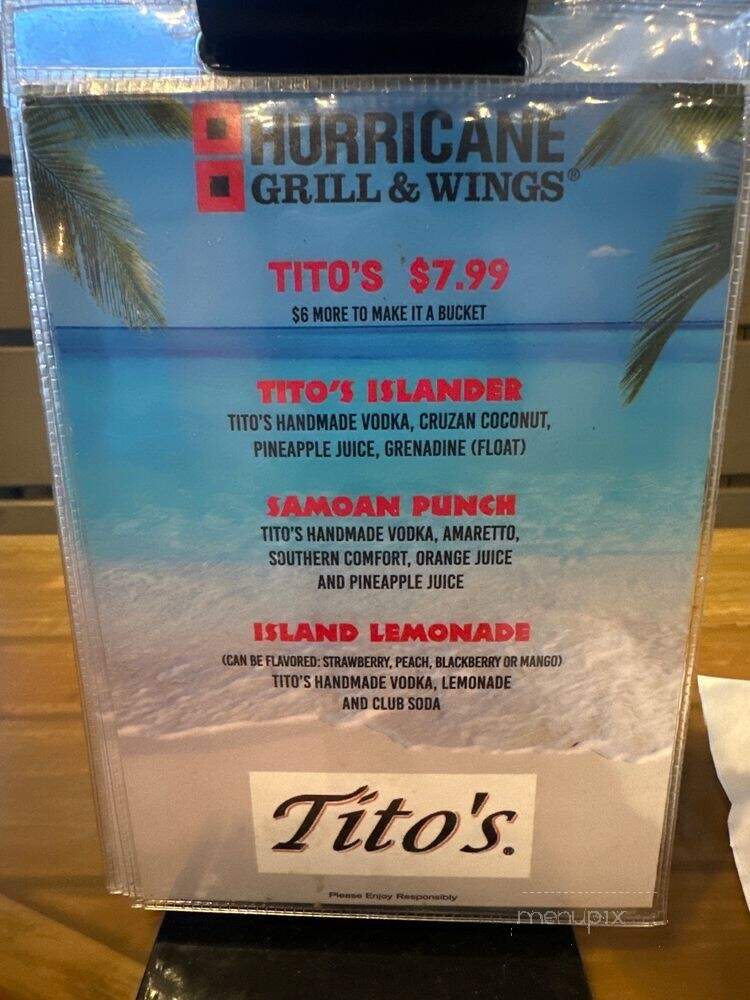 HURRICANE
GRILL & WINGS®
TITO'S $7.99
$6 MORE TO MAKE IT A BUCKET
TITO'S ISLANDER
TITO'S HANDMADE VODKA, CRUZAN COCONUT,
PINEAPPLE JUICE, GRENADINE (FLOAT)
SAMOAN PUNCH
TITO'S HANDMADE VODKA, AMARETTO,
SOUTHERN COMFORT, ORANGE JUICE
AND PINEAPPLE JUICE
ISLAND LEMONADE
(CAN BE FLAVORED: STRAWBERRY, PEACH, BLACKBERRY OR MANGO)
TITO'S HANDMADE VODKA, LEMONADE
AND CLUB SODA
Tito's®
Please Enjoy Responsibly
menupix